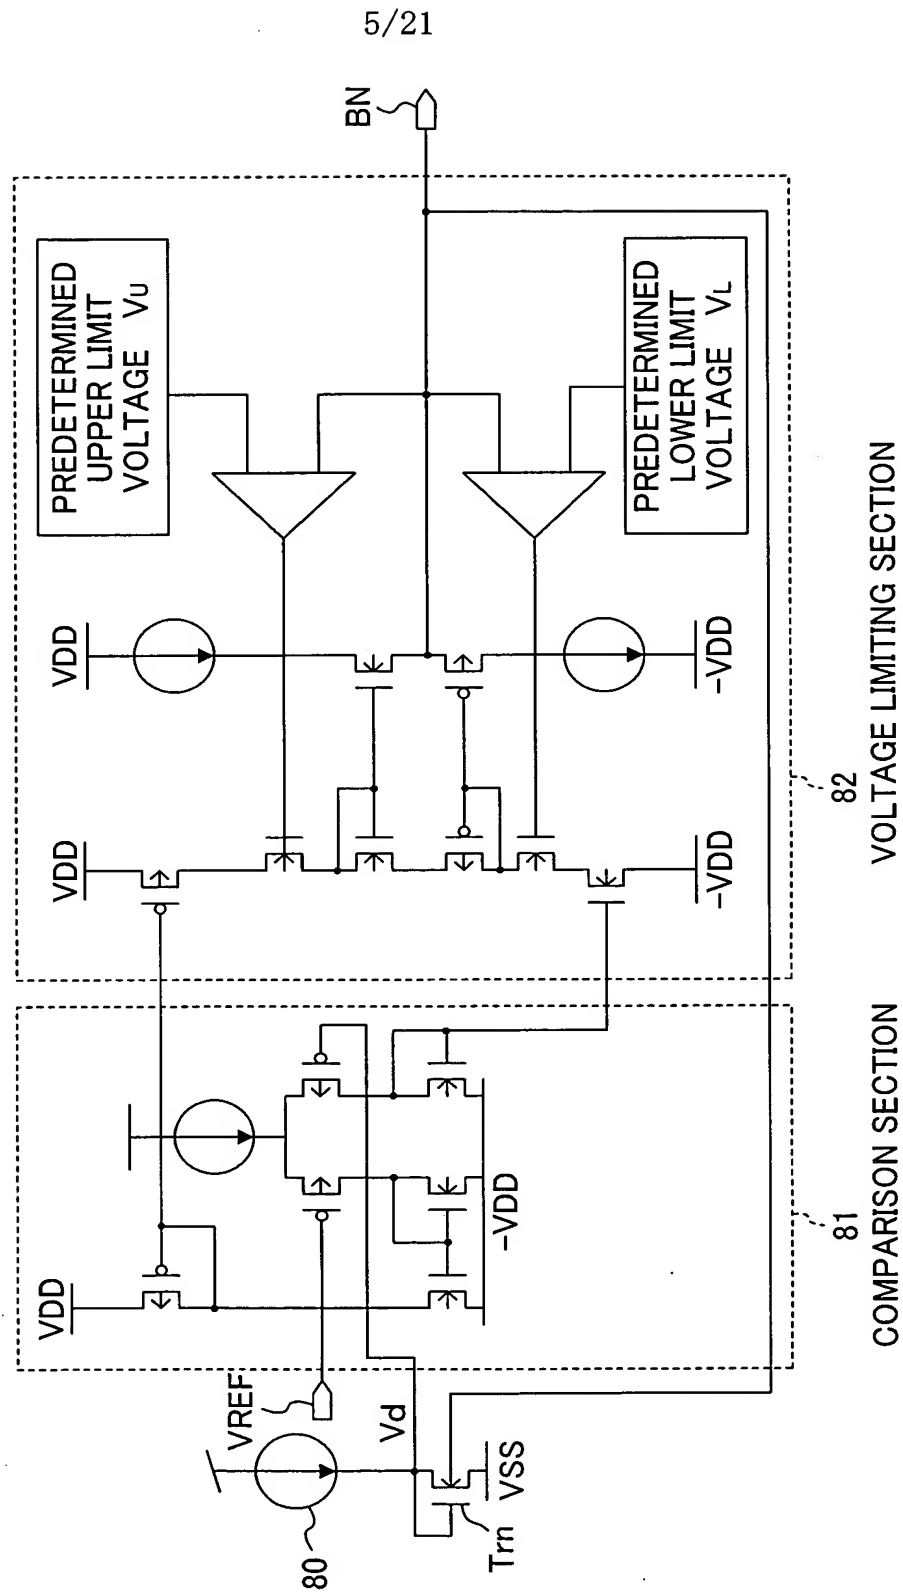 5/21
BN
PREDETERMINED
UPPER LIMIT
VOLTAGE VU
PREDETERMINED
LOWER LIMIT
VOLTAGE VL
VDD
-VDD
VDD
-VDD
82
VOLTAGE LIMITING SECTION
VDD
-VDD
81
COMPARISON SECTION
VREF
Vd
80
VSS
Trn